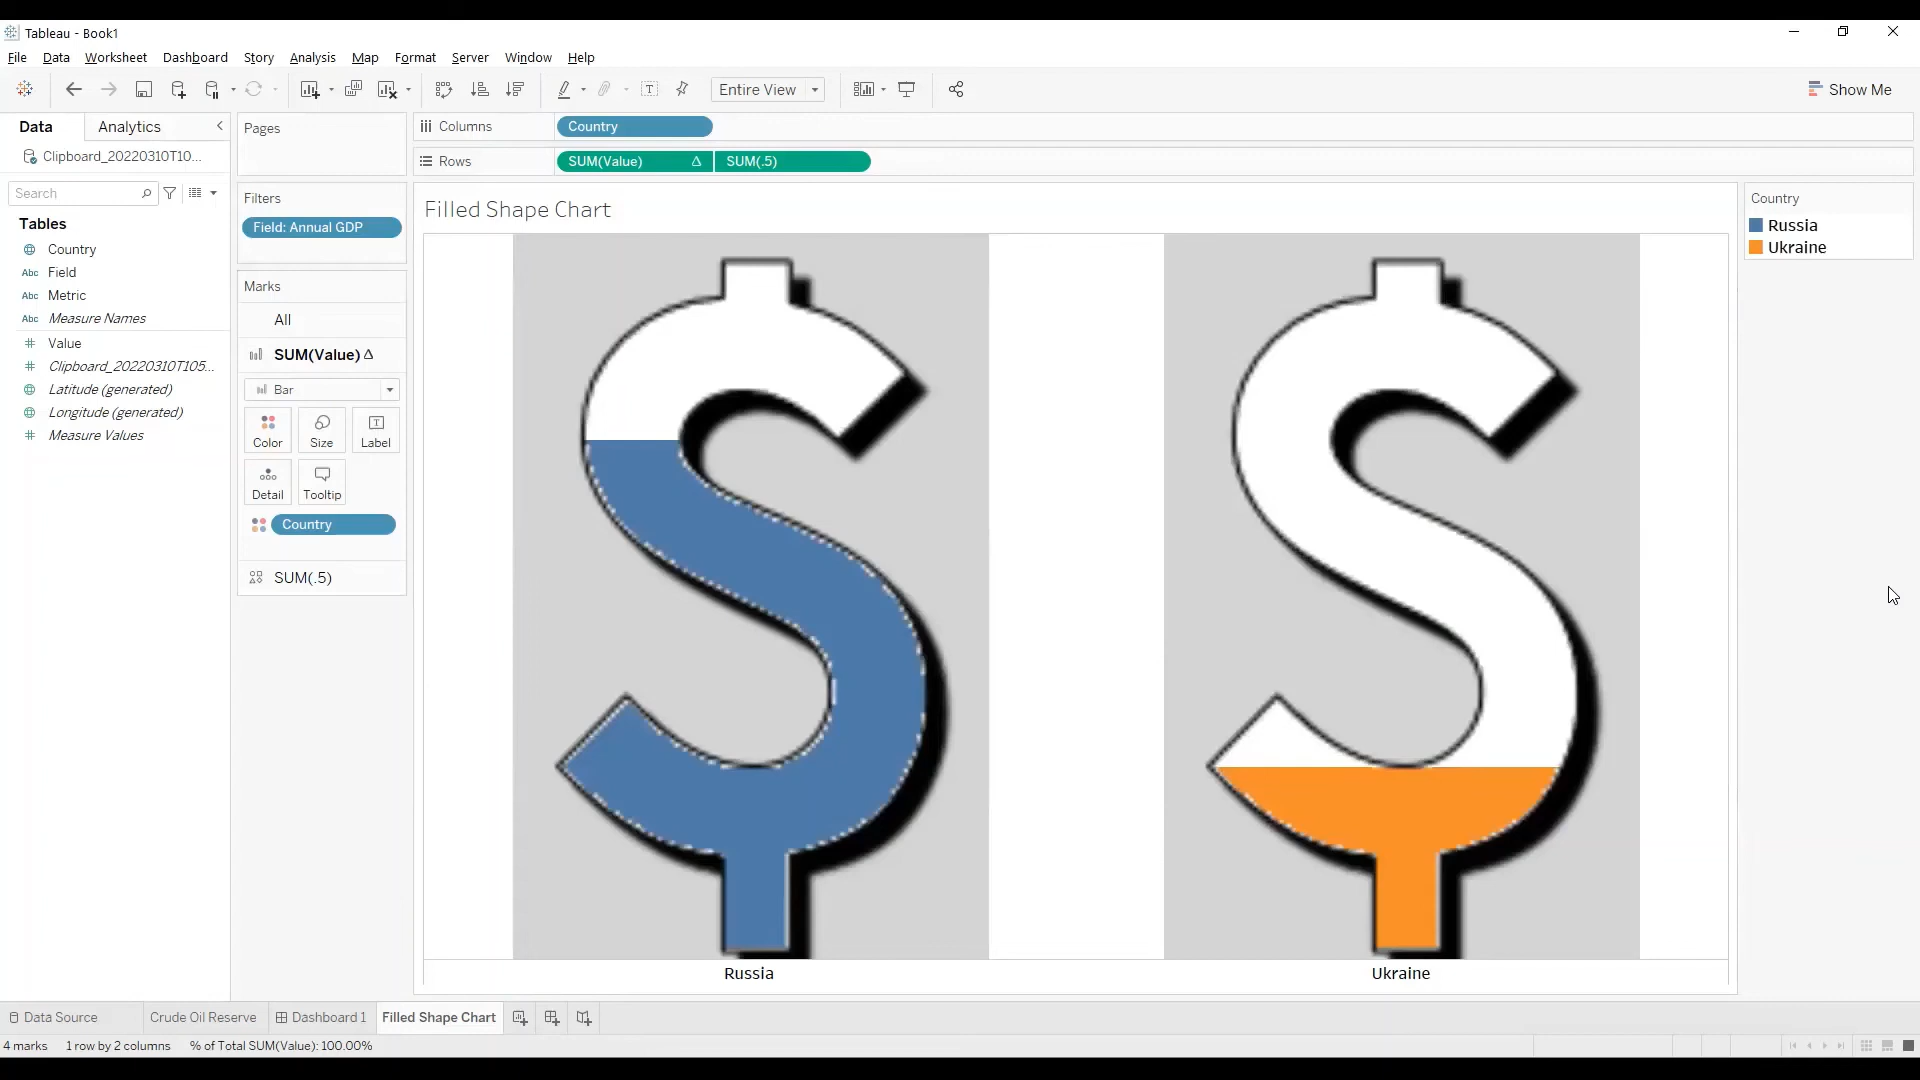 Tableau - Book1
File Data Worksheet Dashboard Story Analysis Map Format Server Window Help
Entire View
Show Me
Data Analytics
Clipboard_20220310T10...
Search
Tables
Country
Abc Field
Abc Metric
Abc Measure Names
Value
Clipboard_20220310T105...
Latitude (generated)
Longitude (generated)
Measure Values
Pages
Filters
Field: Annual GDP
Marks
All
SUM(Value) Δ
Bar
Color Size Label
Detail Tooltip
Country
SUM(.5)
Columns Country
Rows SUM(Value) Δ SUM(.5)
Filled Shape Chart
Russia Ukraine
Country
Russia
Ukraine
Data Source Crude Oil Reserve Dashboard 1 Filled Shape Chart
4 marks 1 row by 2 columns % of Total SUM(Value): 100.00%